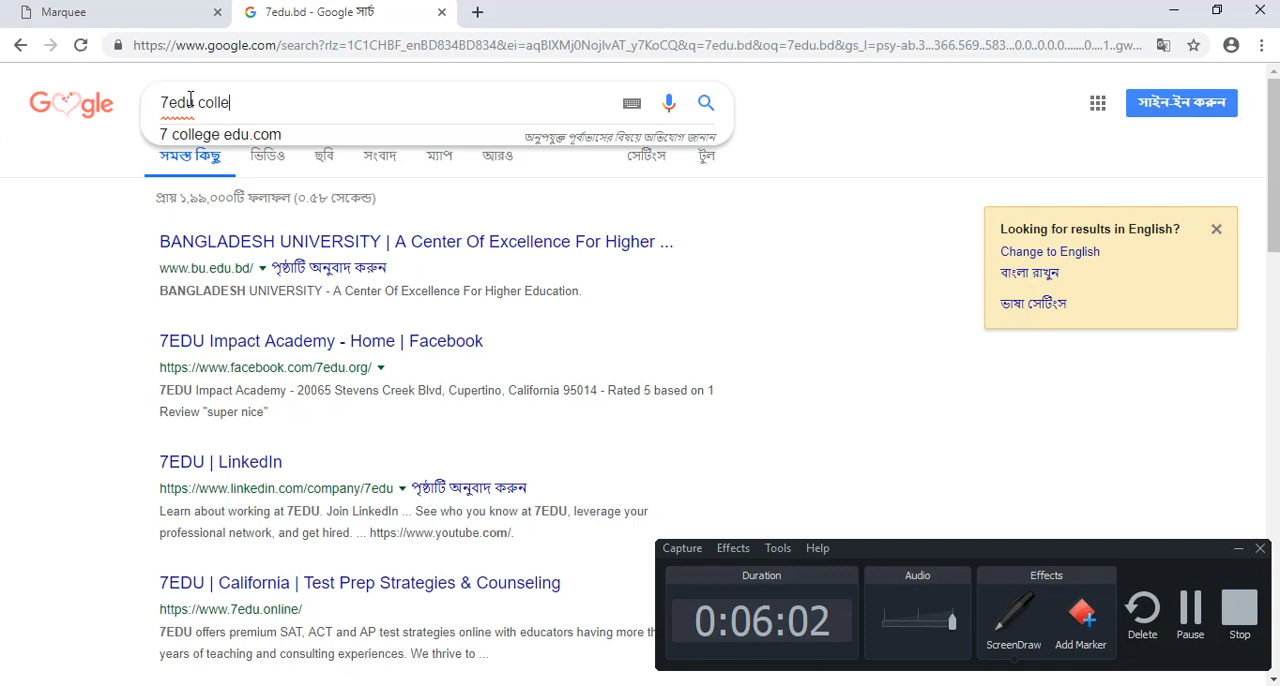 Marquee
7edu.bd - Google সার্চ
https://www.google.com/search?rlz=1C1CHBF_enBD834BD834&ei=aqBIXMj0NojlvAT_y7KoCQ&q=7edu.bd&oq=7edu.bd&gs_l=psy-ab.3...366.569..583...0.0..0.0.0.......0....1..gw...
Google
7edu colle
7 college edu.com
অনুপযুক্ত পূর্বাভাসের বিষয়ে অভিযোগ জানান
সাইন-ইন করুন
সমস্ত কিছু ভিডিও ছবি সংবাদ ম্যাপ আরও সেটিংস টুল
প্রায় ১,৯৯,০০০টি ফলাফল (০.৫৮ সেকেন্ড)
BANGLADESH UNIVERSITY | A Center Of Excellence For Higher ...
www.bu.edu.bd/ পৃষ্ঠাটি অনুবাদ করুন
BANGLADESH UNIVERSITY - A Center Of Excellence For Higher Education.
7EDU Impact Academy - Home | Facebook
https://www.facebook.com/7edu.org/
7EDU Impact Academy - 20065 Stevens Creek Blvd, Cupertino, California 95014 - Rated 5 based on 1
Review "super nice"
7EDU | LinkedIn
https://www.linkedin.com/company/7edu পৃষ্ঠাটি অনুবাদ করুন
Learn about working at 7EDU. Join LinkedIn ... See who you know at 7EDU, leverage your
professional network, and get hired. ... https://www.youtube.com/.
7EDU | California | Test Prep Strategies & Counseling
https://www.7edu.online/
7EDU offers premium SAT, ACT and AP test strategies online with educators having more th
years of teaching and consulting experiences. We thrive to ...
Looking for results in English?
Change to English
বাংলা রাখুন
ভাষা সেটিংস
Capture Effects Tools Help
Duration Audio Effects
0:06:02
ScreenDraw Add Marker Delete Pause Stop